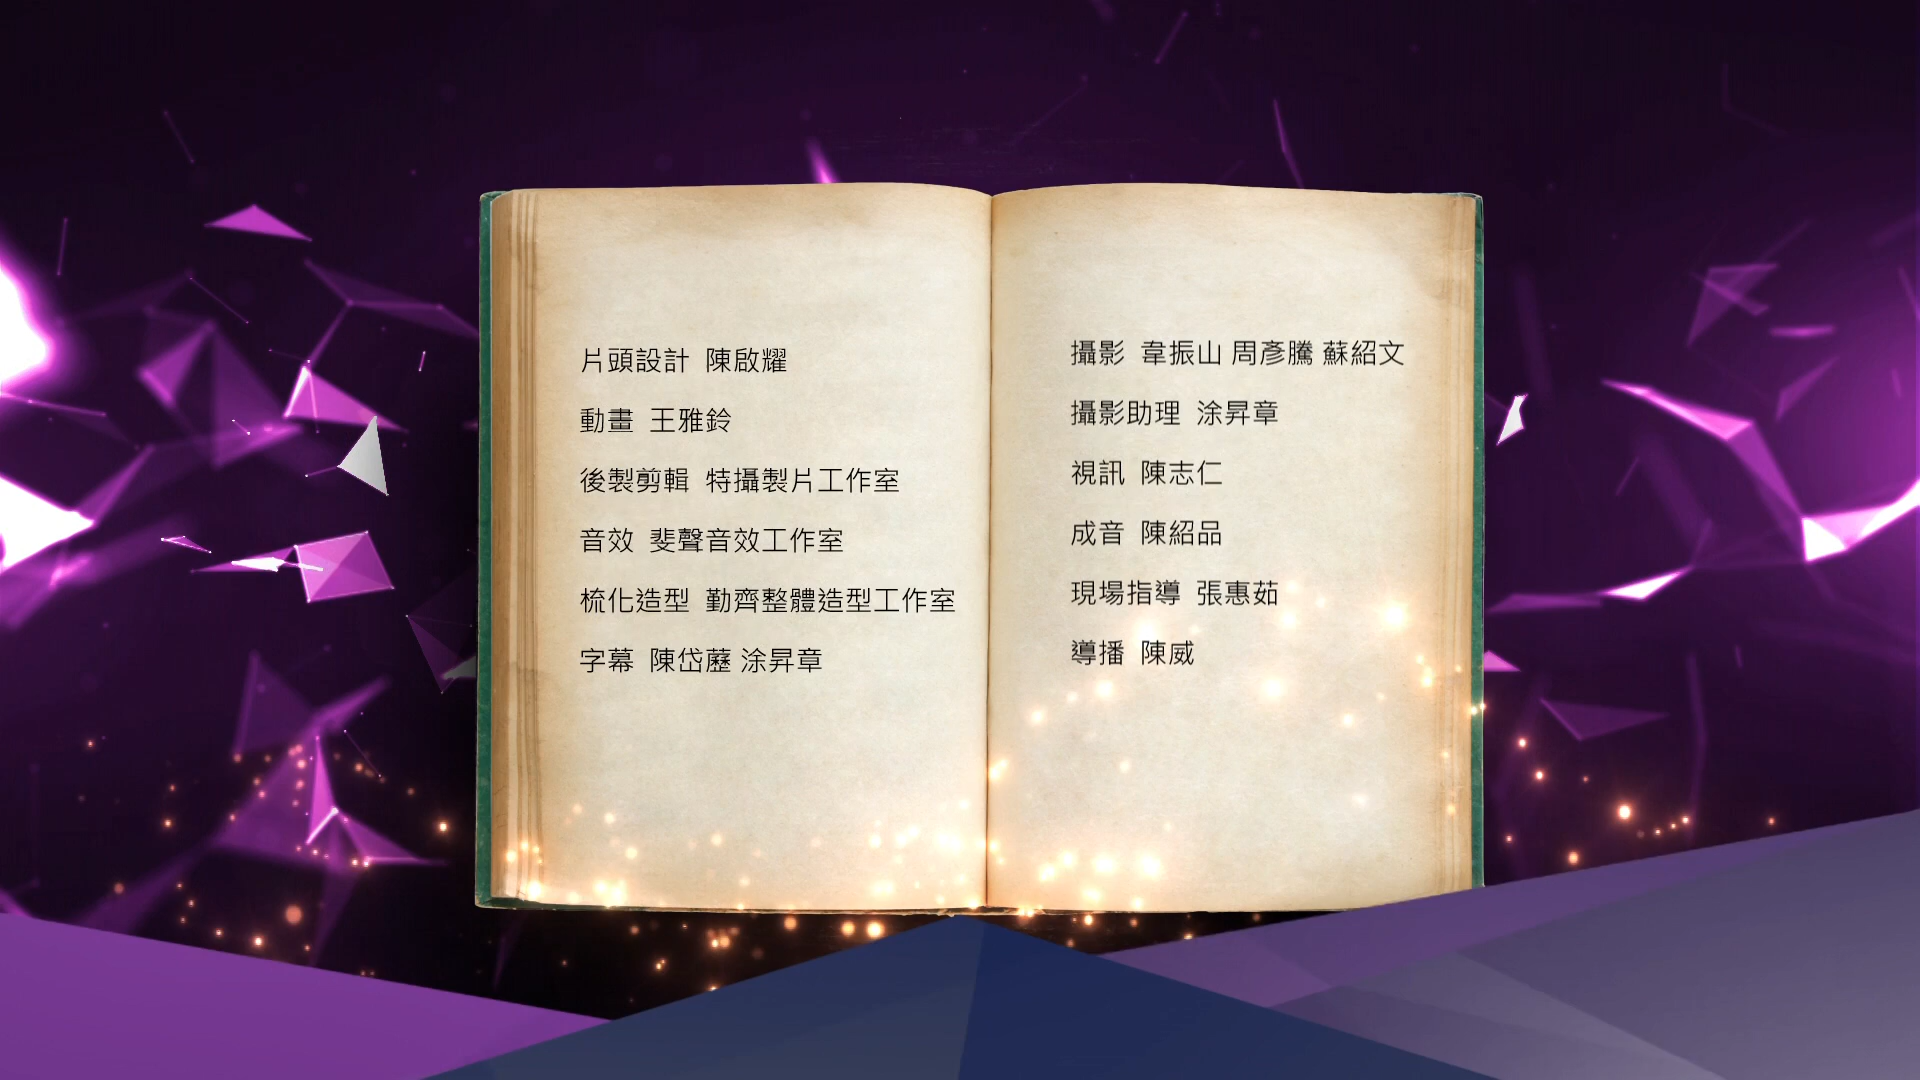 片頭設計 陳啟耀
動畫 王雅鈴
後製剪輯 特攝製片工作室
音效 斐聲音效工作室
梳化造型 勤齊整體造型工作室
字幕 陳岱蘼 涂昇章
攝影 韋振山 周彥騰 蘇紹文
攝影助理 涂昇章
視訊 陳志仁
成音 陳紹品
現場指導 張惠茹
導播 陳威